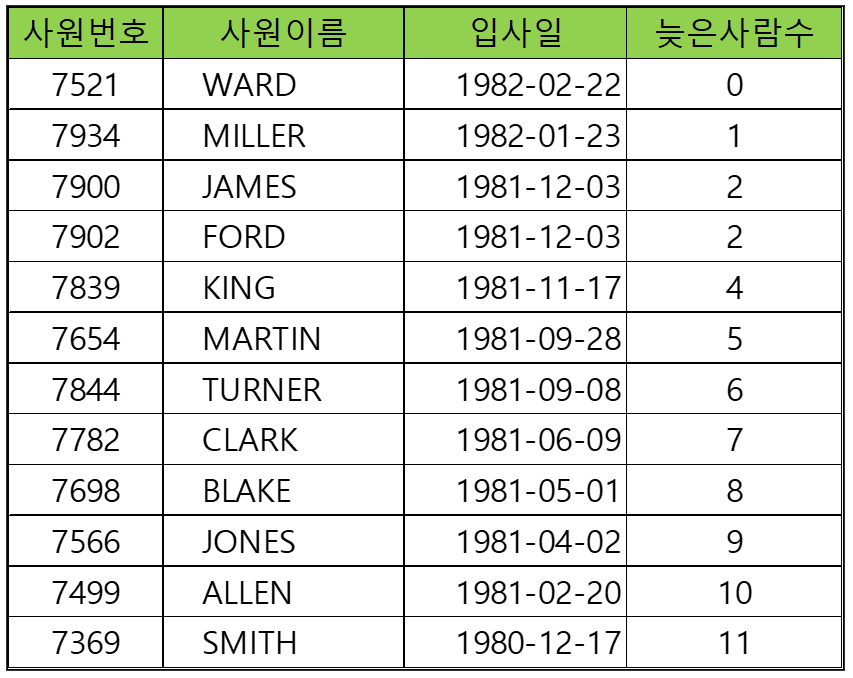 사원번호 사원이름 입사일 늦은사람수
7521 WARD 1982-02-22 0
7934 MILLER 1982-01-23 1
7900 JAMES 1981-12-03 2
7902 FORD 1981-12-03 2
7839 KING 1981-11-17 4
7654 MARTIN 1981-09-28 5
7844 TURNER 1981-09-08 6
7782 CLARK 1981-06-09 7
7698 BLAKE 1981-05-01 8
7566 JONES 1981-04-02 9
7499 ALLEN 1981-02-20 10
7369 SMITH 1980-12-17 11